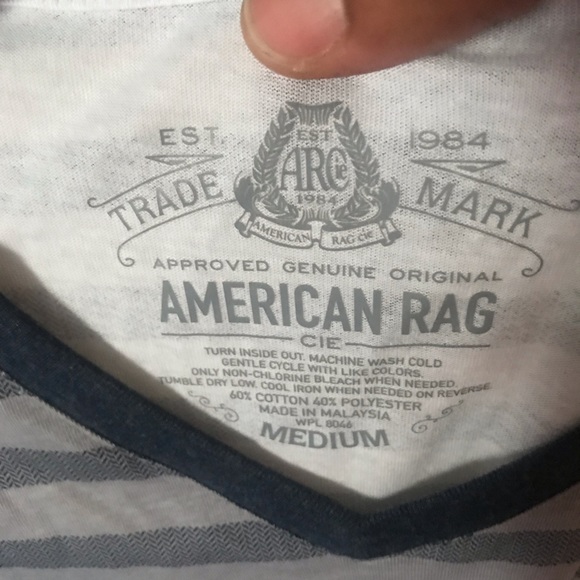 EST. 1984
TRADE MARK
EST
ARC
IE
1984
AMERICAN RAG CIE
APPROVED GENUINE ORIGINAL
AMERICAN RAG
CIE
TURN INSIDE OUT. MACHINE WASH COLD
GENTLE CYCLE WITH LIKE COLORS.
ONLY NON-CHLORINE BLEACH WHEN NEEDED.
TUMBLE DRY LOW. COOL IRON WHEN NEEDED ON REVERSE
60% COTTON 40% POLYESTER
MADE IN MALAYSIA
WPL 8046
MEDIUM